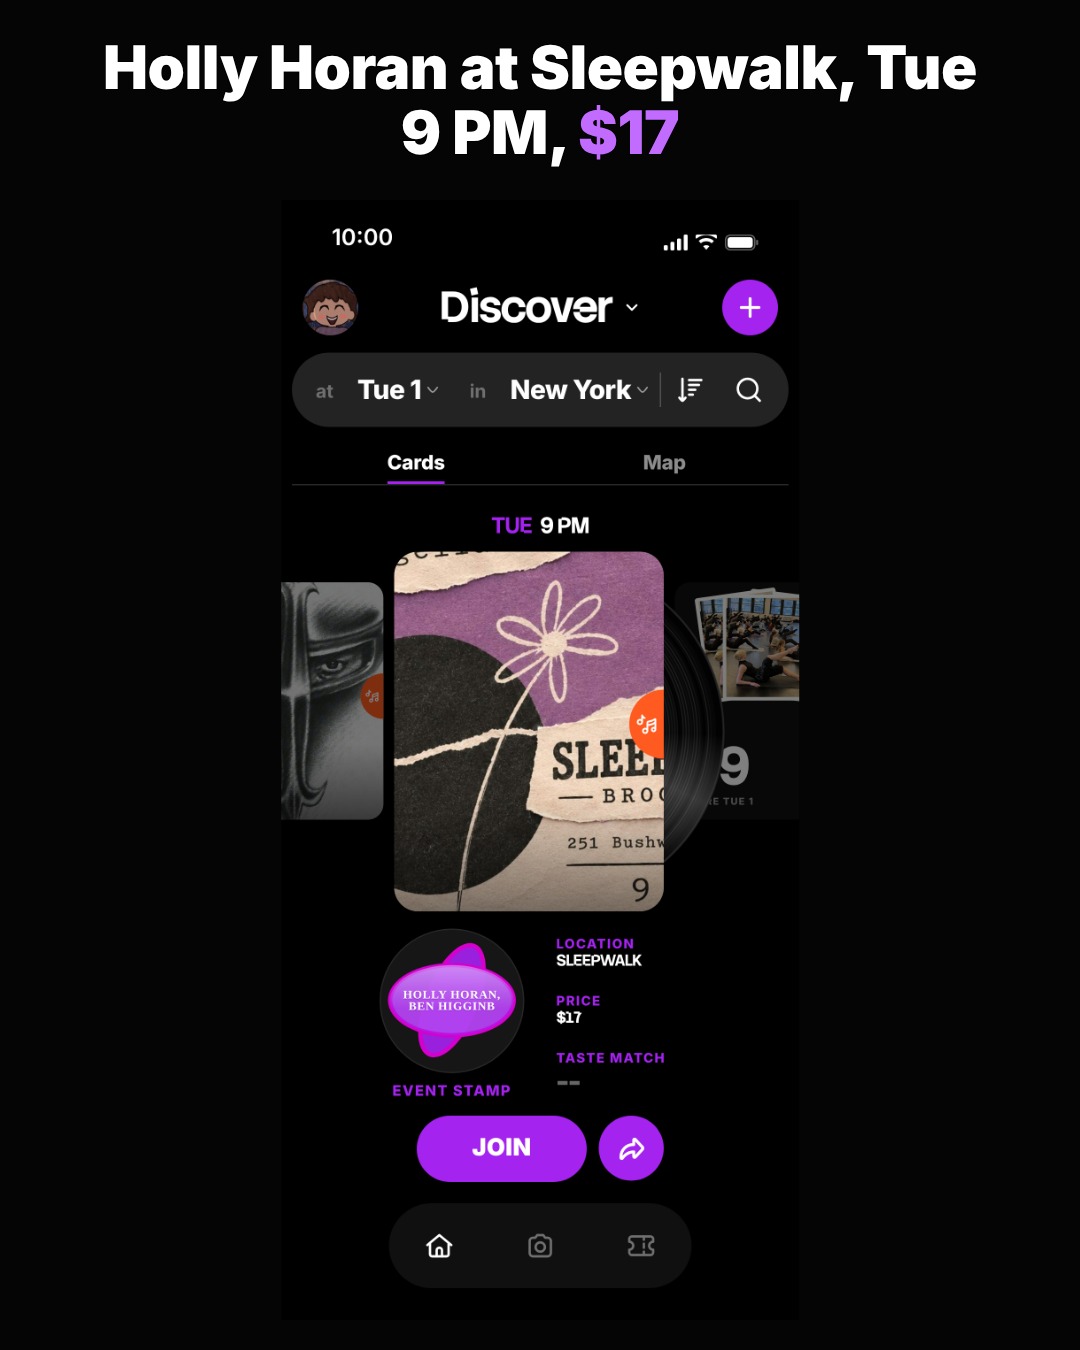 Holly Horan at Sleepwalk, Tue
9 PM, $17
10:00
Discover
at Tue 1 in New York
Cards Map
TUE 9 PM
SLEE
BROO
251 Bushw
9
9
TUE 1
HOLLY HORAN,
BEN HIGGINB
EVENT STAMP
LOCATION
SLEEPWALK
PRICE
$17
TASTE MATCH
--
JOIN